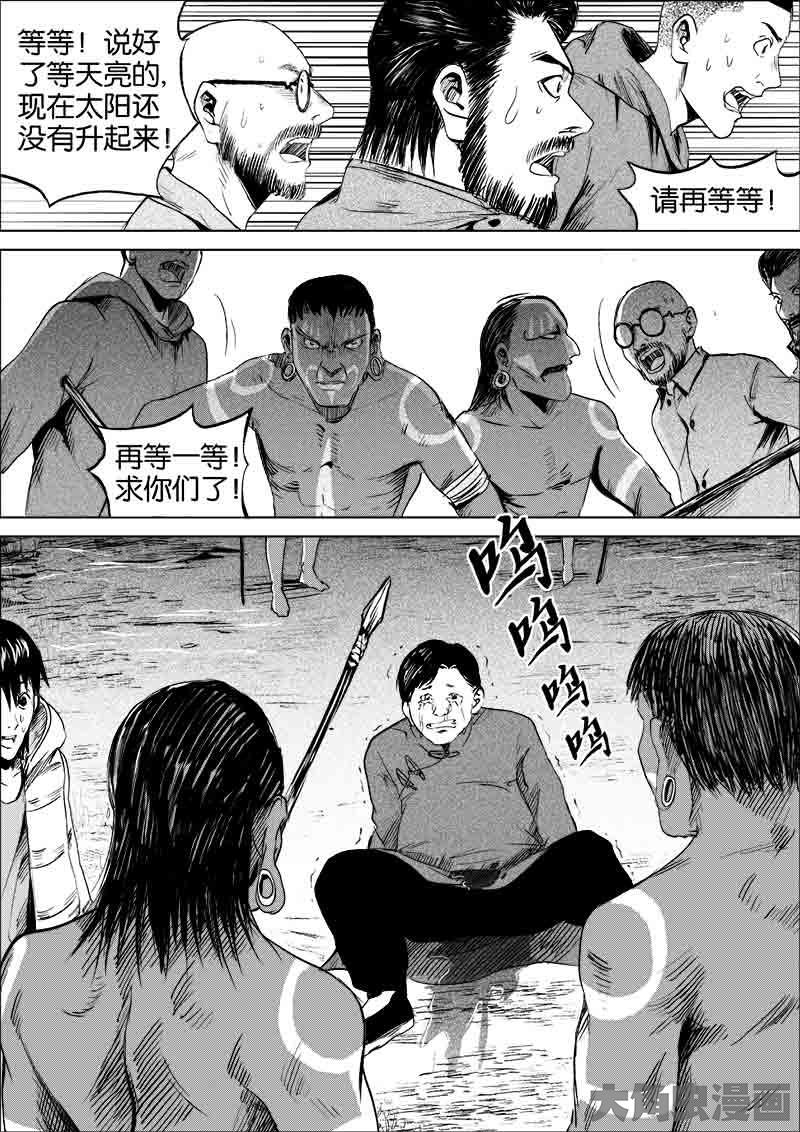 等等！说好
了等天亮的,
现在太阳还
没有升起来！
请再等等！
再等一等！
求你们了！
呜
呜
呜
呜
大角虫漫画